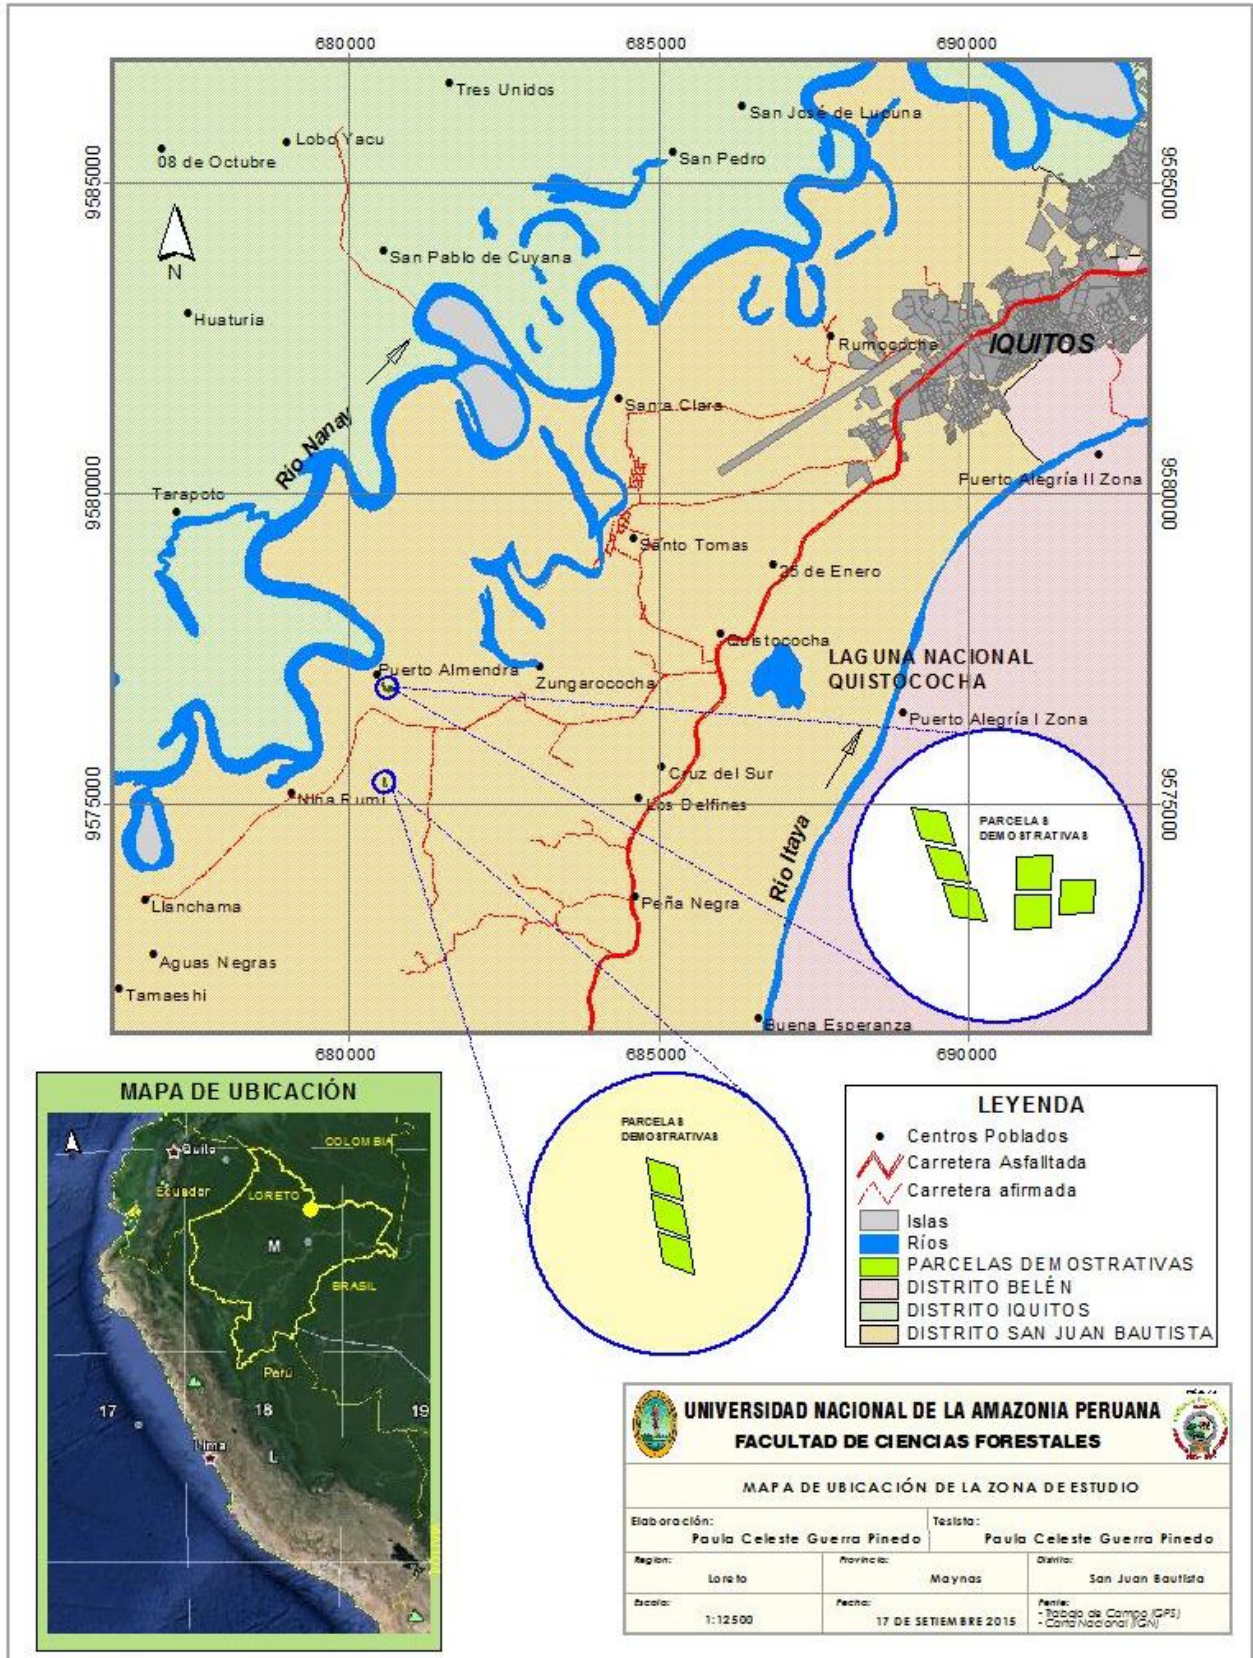 680000 685000 690000
Tres Unidos
San José de Lupuna
Lobo Yacu
08 de Octubre
San Pedro
9585000
9585000
N
San Pablo de Cuyana
Huaturia
Rumococha
IQUITOS
Santa Clara
Río Nanay
Puerto Alegría II Zona
Tarapoto
9580000
9580000
Santo Tomas
25 de Enero
Quistococha
LAGUNA NACIONAL
QUISTOCOCHA
Puerto Almendra
Zungarococha
Puerto Alegría I Zona
Cruz del Sur
Nina Rumi
Los Delfines
9575000
9575000
PARCELAS
DEMOSTRATIVAS
Río Itaya
Llanchama
Peña Negra
Aguas Negras
Tamaeshi
Buena Esperanza
680000 685000 690000
MAPA DE UBICACIÓN
COLOMBIA
Quito
Ecuador
LORETO
M
BRASIL
Perú
17 18 19
Lima
L
PARCELAS
DEMOSTRATIVAS
LEYENDA
Centros Poblados
Carretera Asfalltada
Carretera afirmada
Islas
Ríos
PARCELAS DEMOSTRATIVAS
DISTRITO BELÉN
DISTRITO IQUITOS
DISTRITO SAN JUAN BAUTISTA
UNIVERSIDAD NACIONAL DE LA AMAZONIA PERUANA
FACULTAD DE CIENCIAS FORESTALES
MAPA DE UBICACIÓN DE LA ZONA DE ESTUDIO
Elaboración: Tesista:
Paula Celeste Guerra Pinedo Paula Celeste Guerra Pinedo
Region: Provincia: Distrito:
Loreto Maynas San Juan Bautista
Escala: Fecha: Fente:
1:12500 17 DE SETIEMBRE 2015
- Trabajo de Campo (GPS)
- Carta Nacional (IGN)